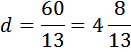 d = 60/13 = 4 8/13